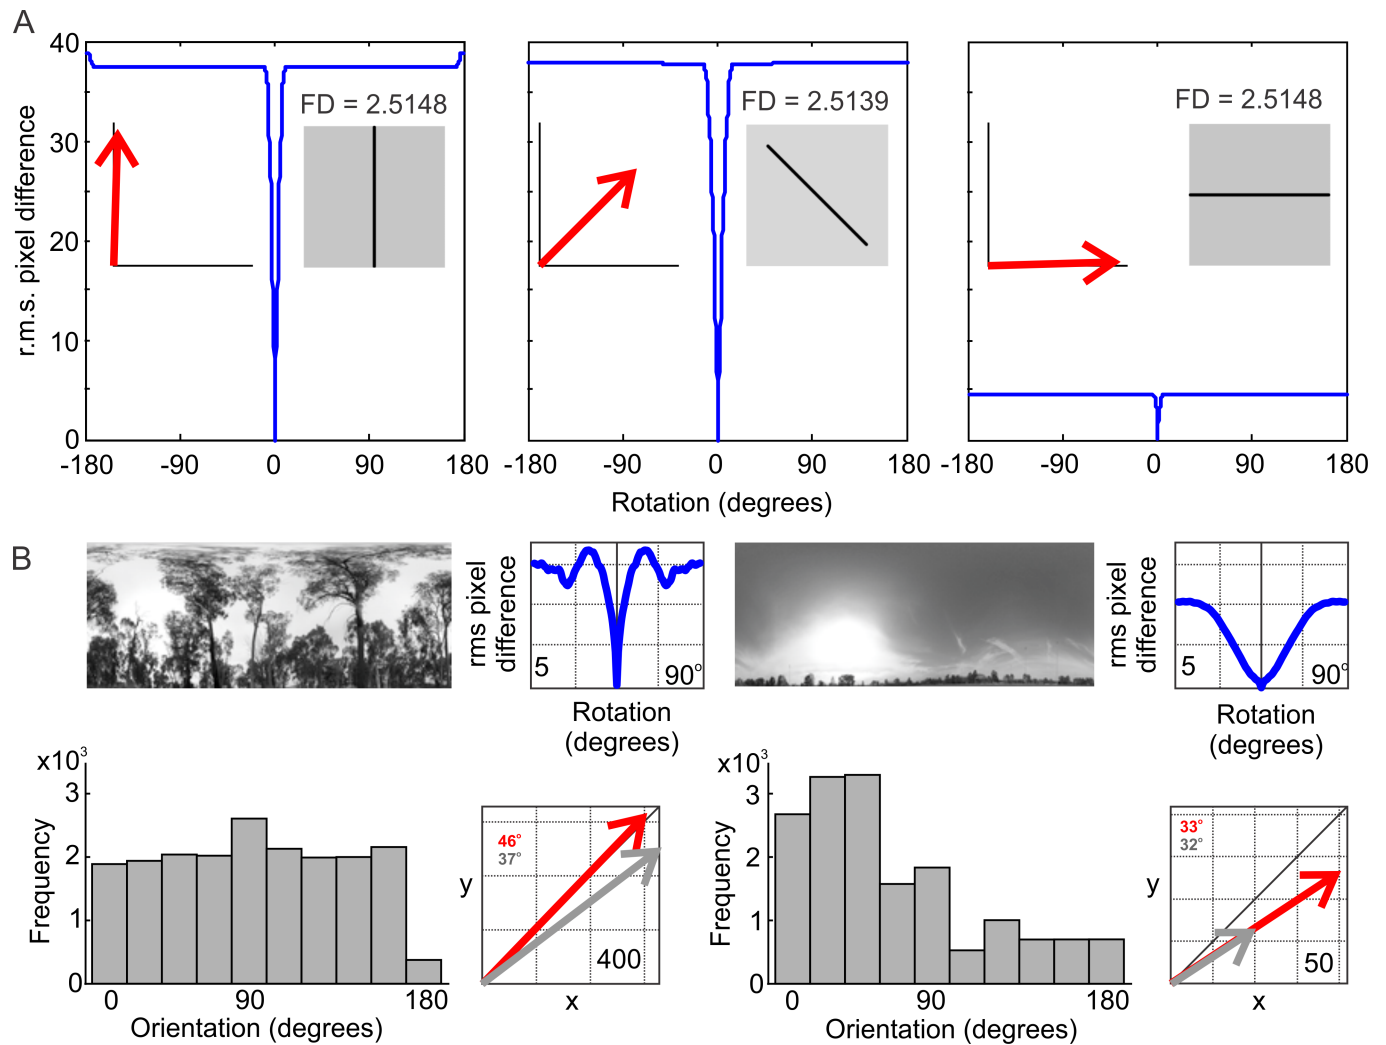 A
40
30
20
10
0
r.m.s. pixel difference
FD = 2.5148
-180 -90 0 90 180
FD = 2.5139
-180 -90 0 90 180
FD = 2.5148
-180 -90 0 90 180
Rotation (degrees)
B
rms pixel
difference
5 90°
Rotation
(degrees)
rms pixel
difference
5 90°
Rotation
(degrees)
x10³
3
2
1
0
Frequency
0 90 180
Orientation (degrees)
46°
37°
y
400
x
x10³
3
2
1
0
Frequency
0 90 180
Orientation (degrees)
33°
32°
y
50
x